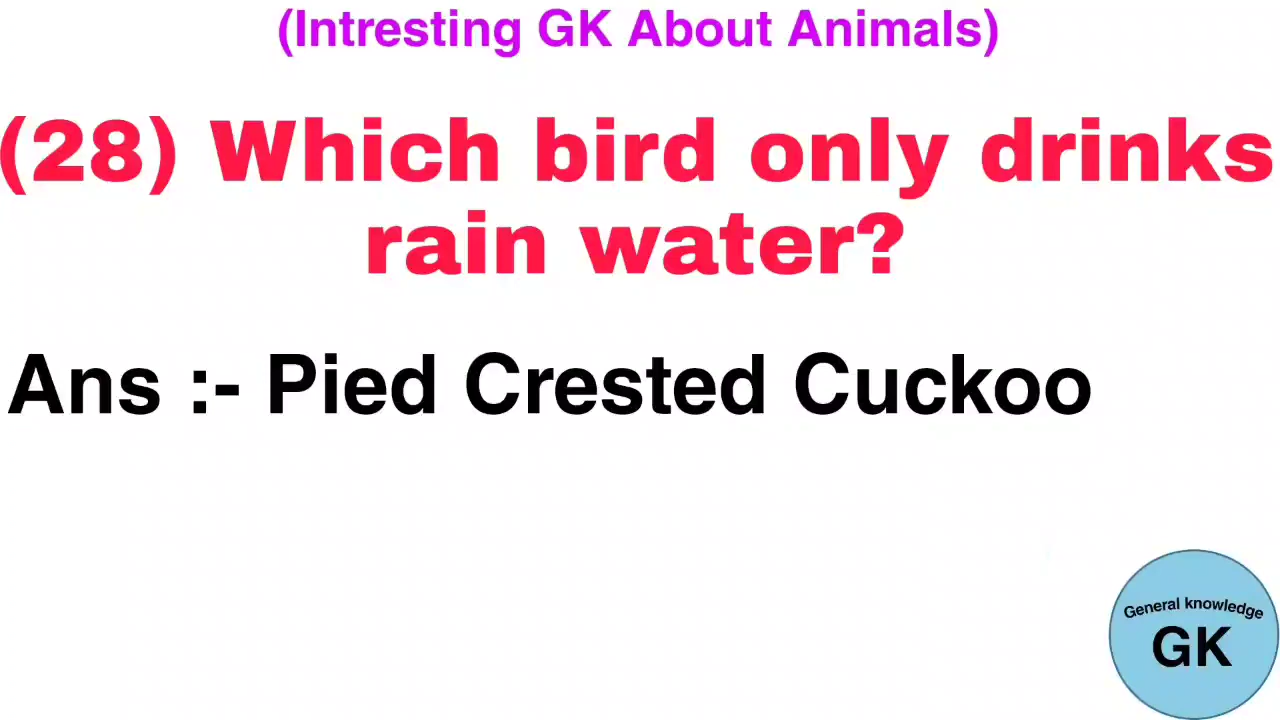 (Intresting GK About Animals)
(28) Which bird only drinks
rain water?
Ans :- Pied Crested Cuckoo
General knowledge
GK